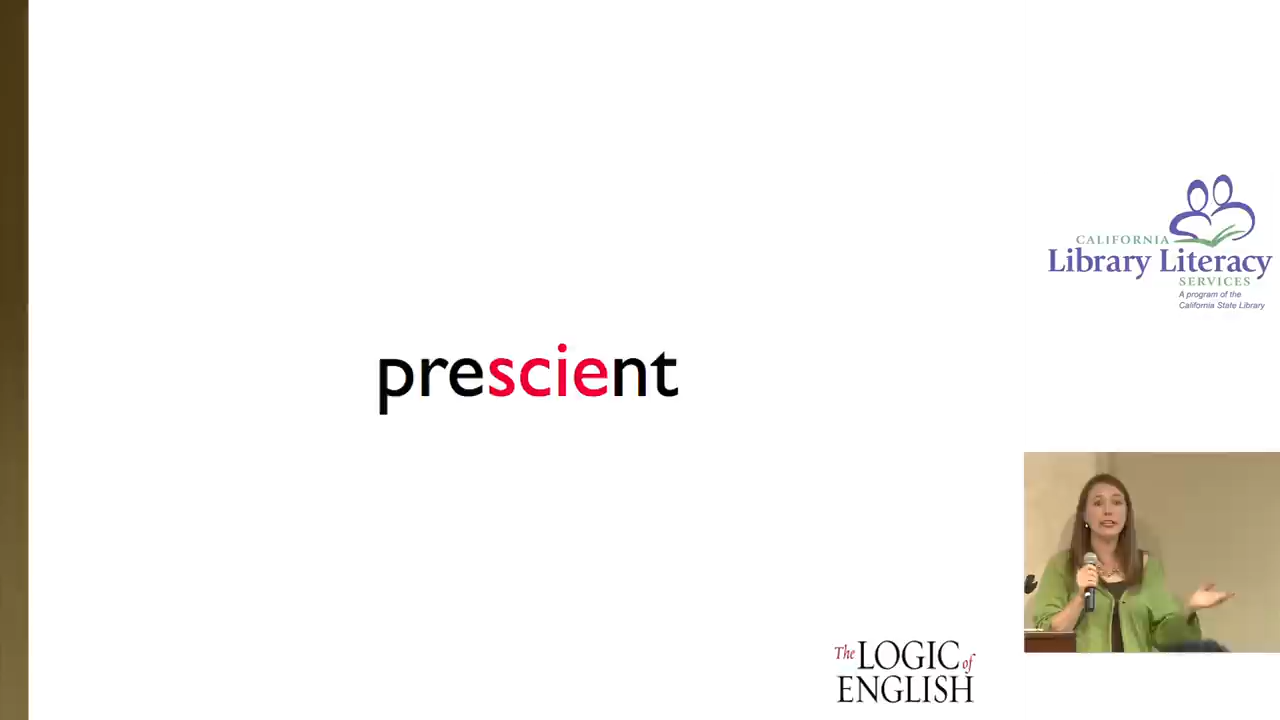 CALIFORNIA
Library Literacy
SERVICES
A program of the
California State Library
prescient
The LOGIC of
ENGLISH